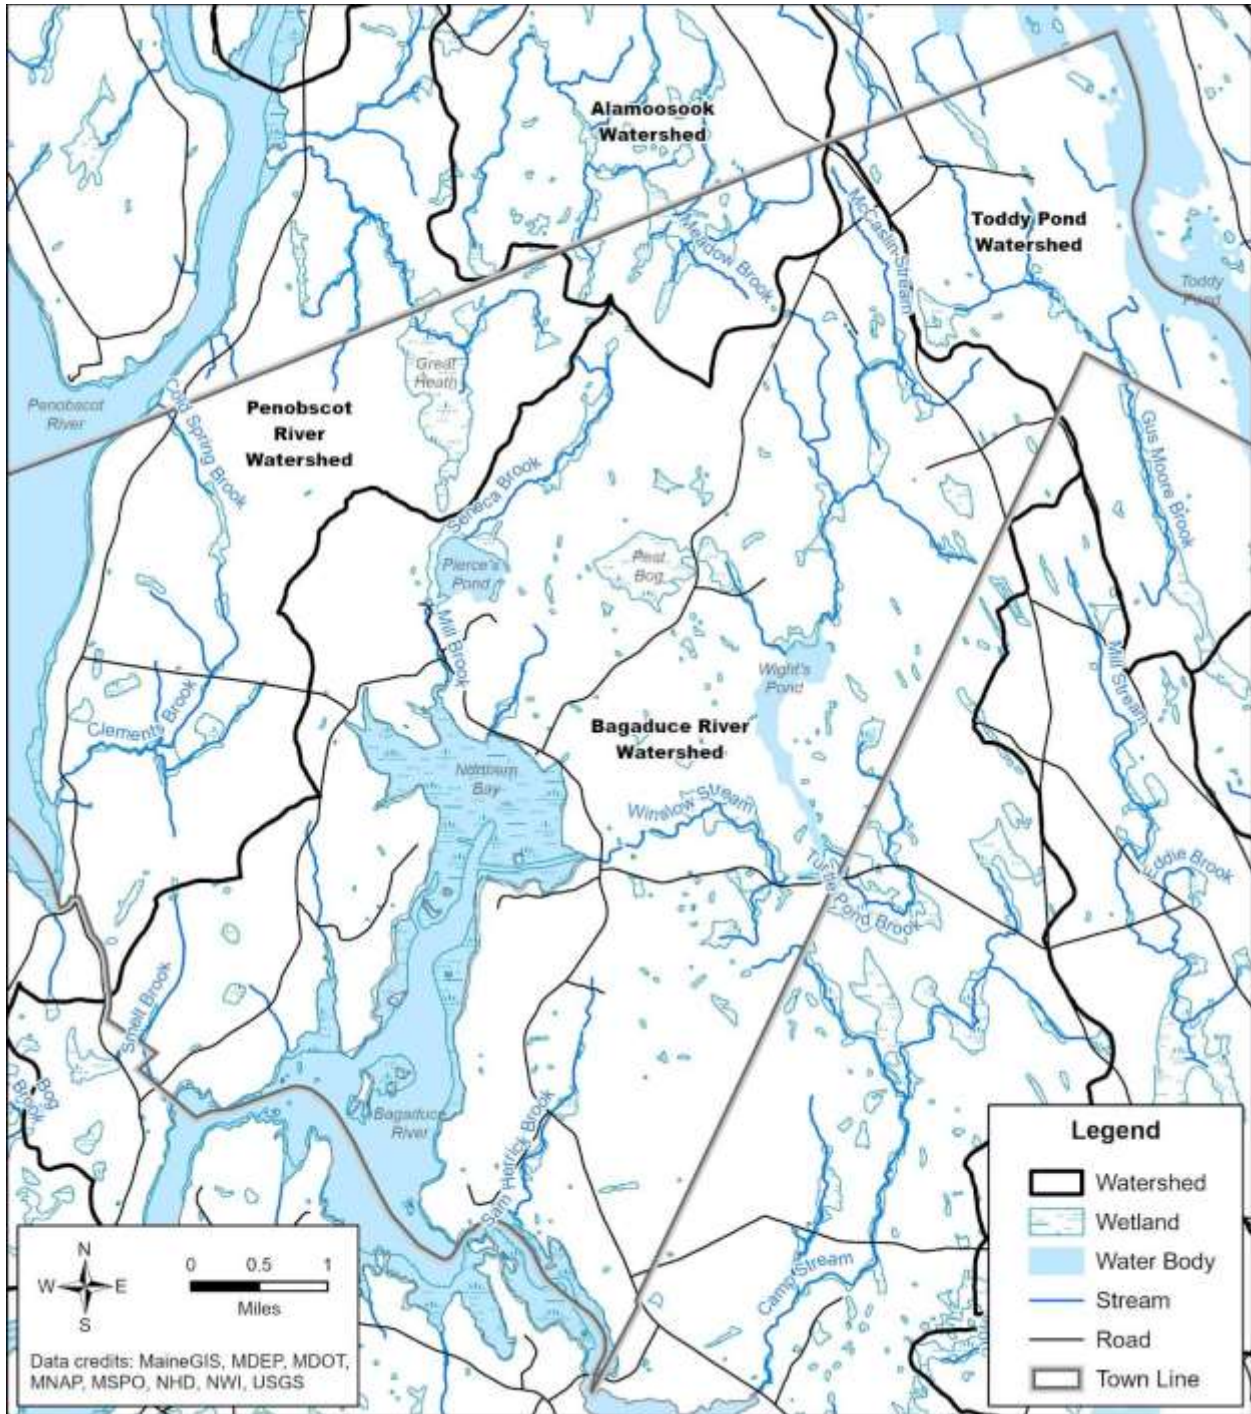 Alamoosook
Watershed
Meadow Brook
McCaslin Stream
Toddy Pond
Watershed
Toddy
Pond
Great
Heath
Penobscot
River
Penobscot
River
Watershed
Cold Spring Brook
Gus Moore Brook
Seneca Brook
Pierce's
Pond
Peat
Bog
Mill Brook
Wight's
Pond
Mill Stream
Clements Brook
Bagaduce River
Watershed
Northern
Bay
Winslow Stream
Turtle Pond Brook
Eddie Brook
Smell Brook
Bog
Brook
Bagaduce
River
Sam Herrick Brook
Camp Stream
N
W E
S
0 0.5 1
Miles
Data credits: MaineGIS, MDEP, MDOT,
MNAP, MSPO, NHD, NWI, USGS
Legend
Watershed
Wetland
Water Body
Stream
Road
Town Line